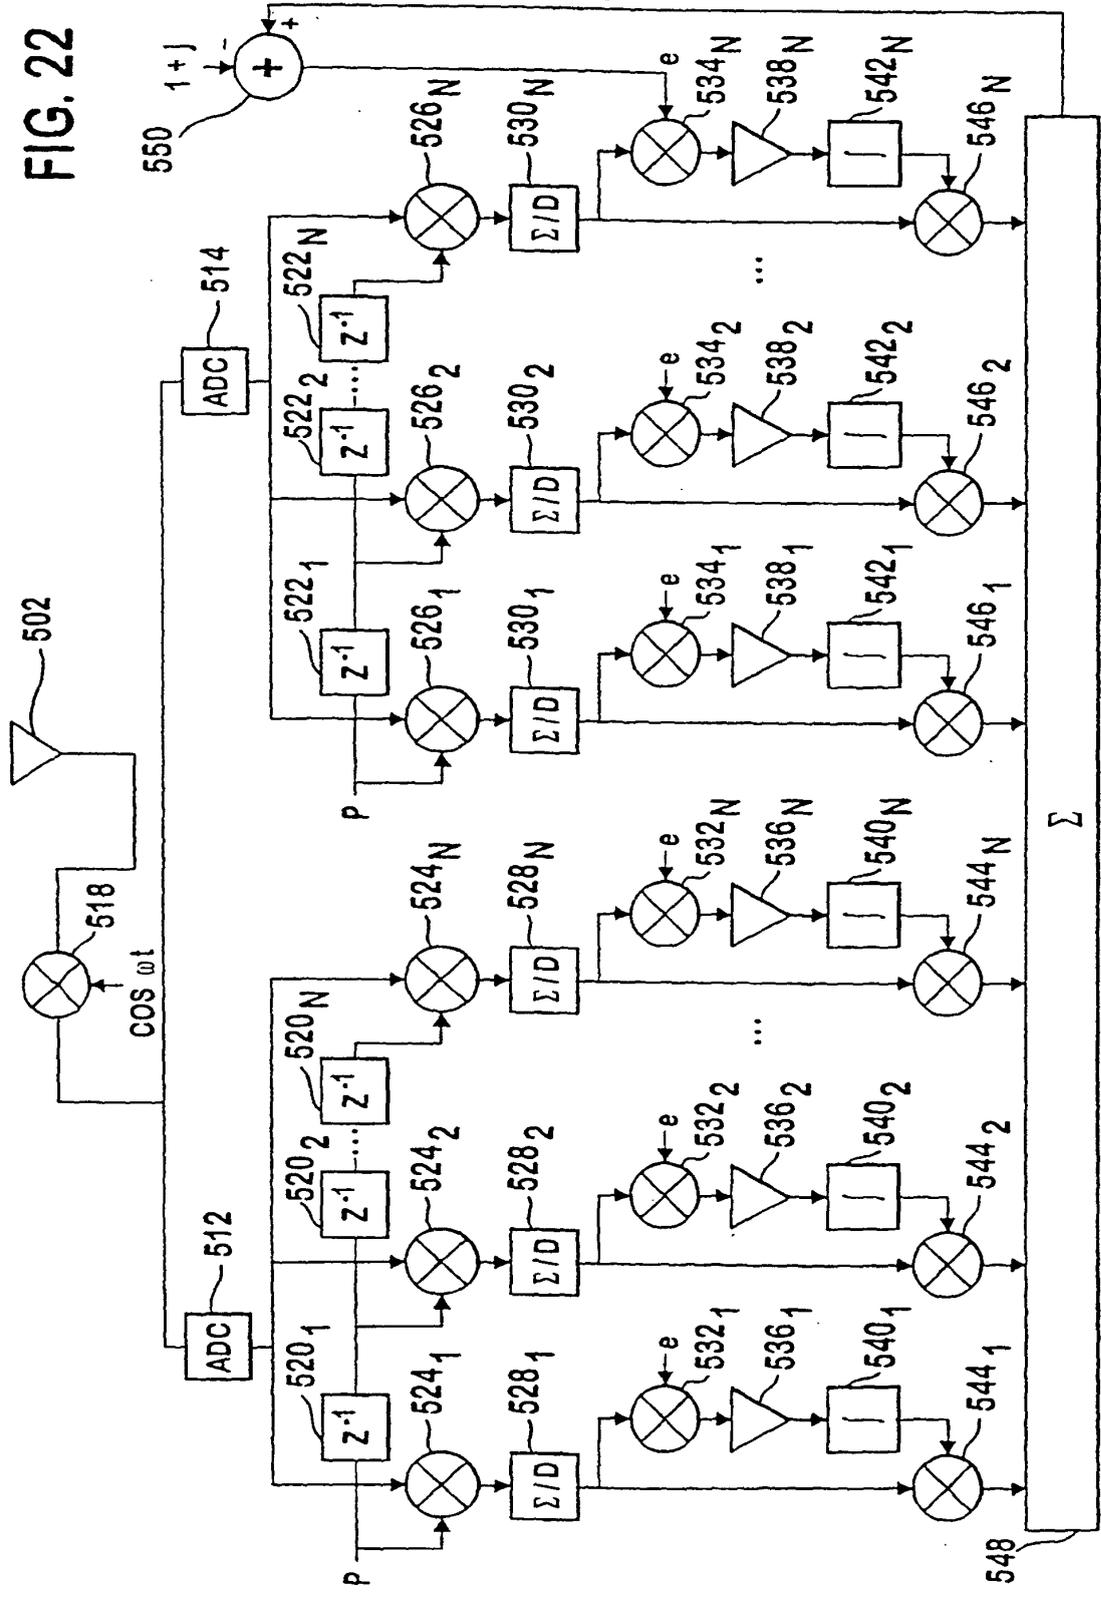 FIG. 22
502
518
COS ωt
550
1 + j
-
+
+
512
ADC
514
ADC
520₁
Z⁻¹
520₂
Z⁻¹
...
520N
Z⁻¹
522₁
Z⁻¹
522₂
Z⁻¹
....
522N
Z⁻¹
P
P
524₁
524₂
524N
526₁
526₂
526N
528₁
Σ/D
528₂
Σ/D
528N
Σ/D
530₁
Σ/D
530₂
Σ/D
530N
Σ/D
e
532₁
e
532₂
e
532N
e
534₁
e
534₂
e
534N
536₁
536₂
536N
538₁
538₂
538N
...
...
540₁
∫
540₂
∫
540N
∫
542₁
∫
542₂
∫
542N
∫
544₁
544₂
544N
546₁
546₂
546N
548
Σ